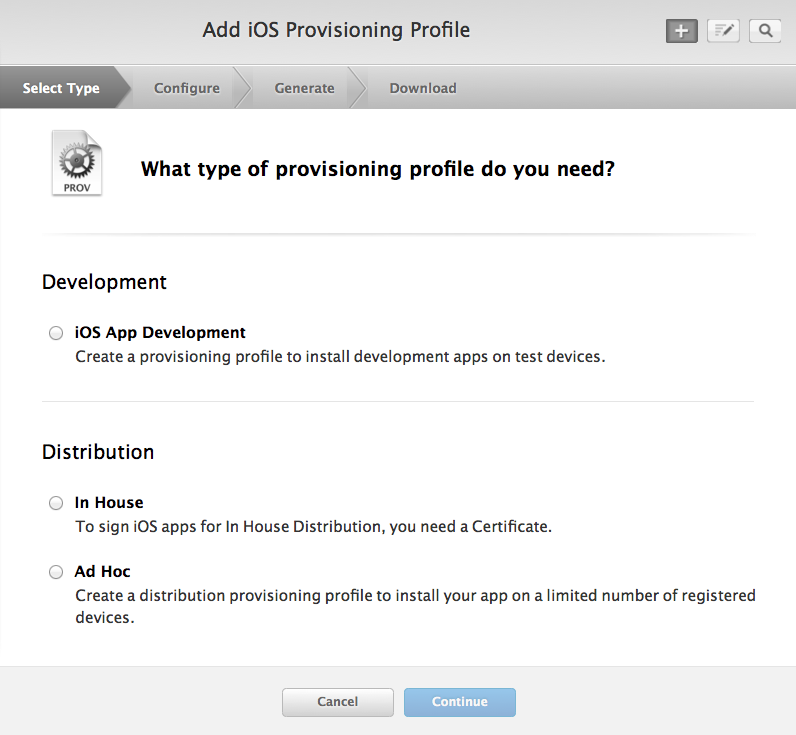 Add iOS Provisioning Profile
Select Type
Configure
Generate
Download
PROV
What type of provisioning profile do you need?
Development
iOS App Development
Create a provisioning profile to install development apps on test devices.
Distribution
In House
To sign iOS apps for In House Distribution, you need a Certificate.
Ad Hoc
Create a distribution provisioning profile to install your app on a limited number of registered
devices.
Cancel
Continue